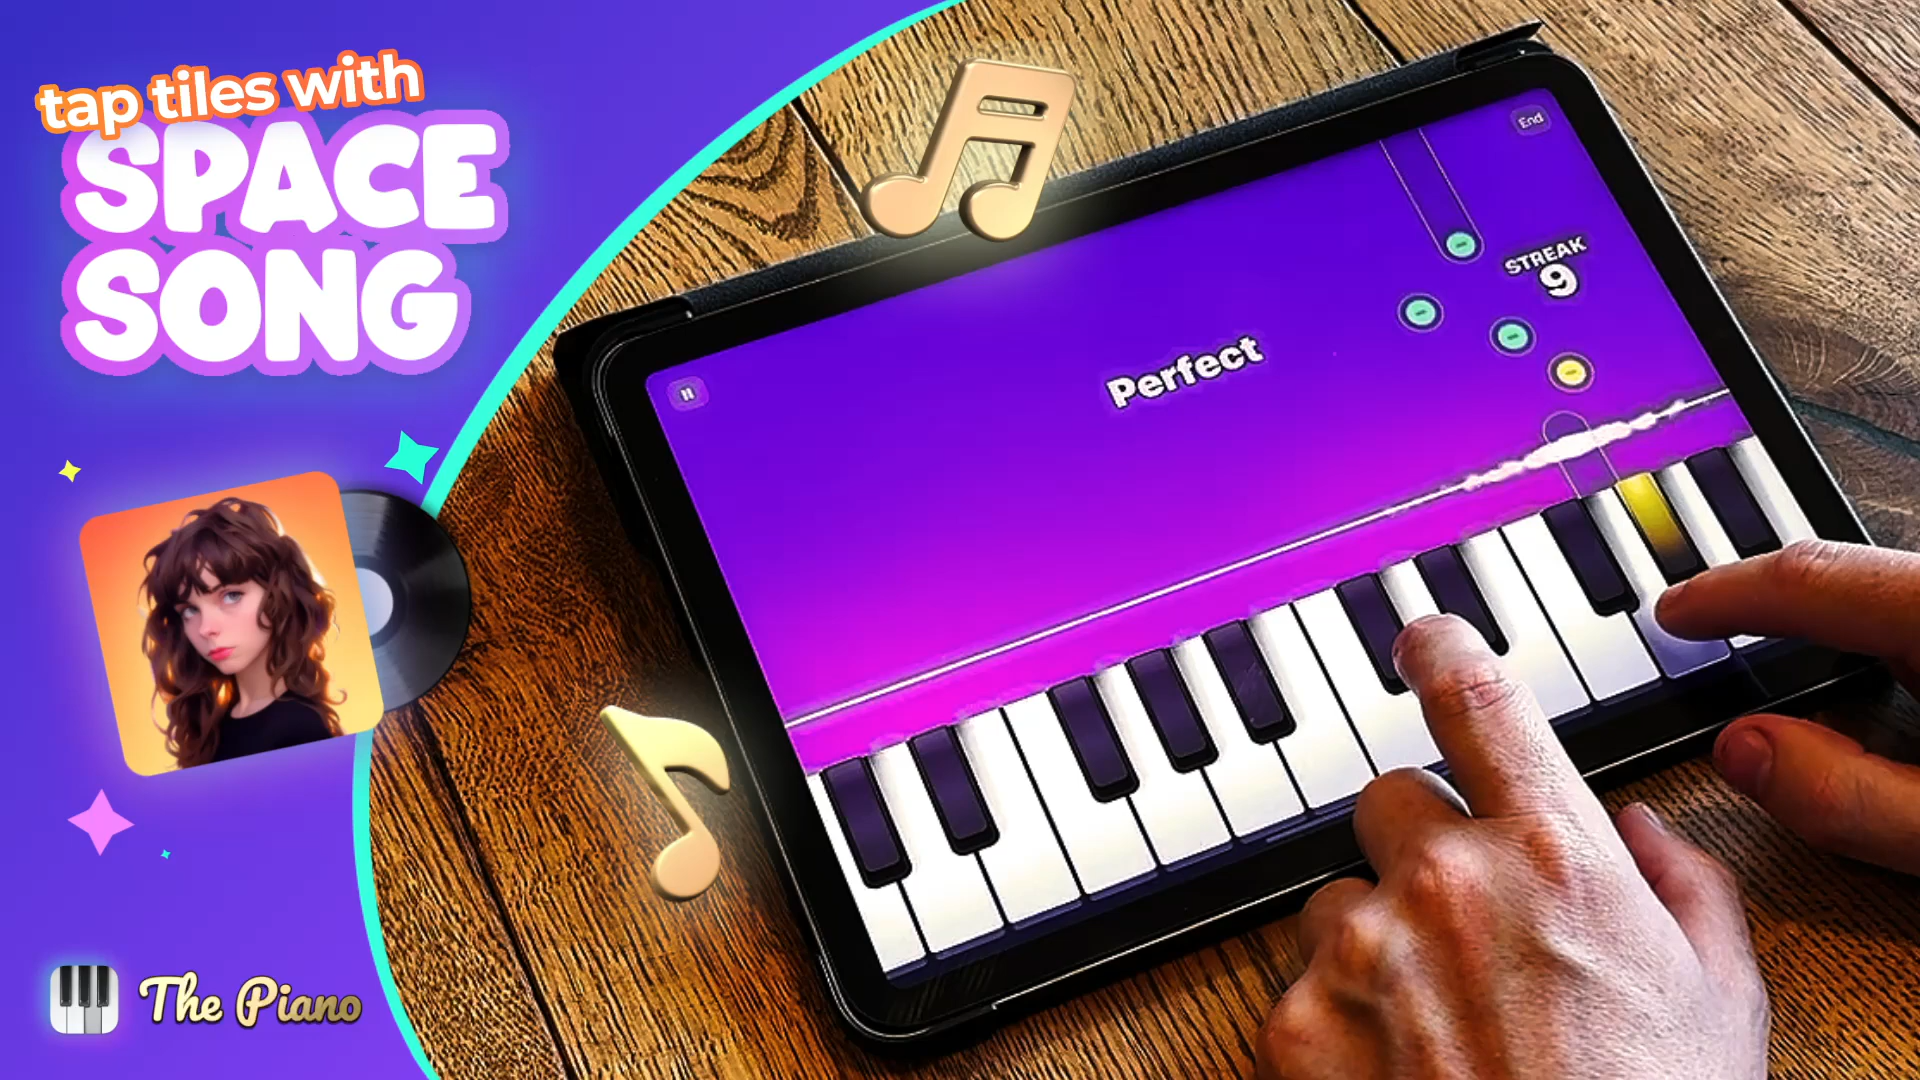 tap tiles with
SPACE
SONG
End
STREAK
9
Perfect
The Piano